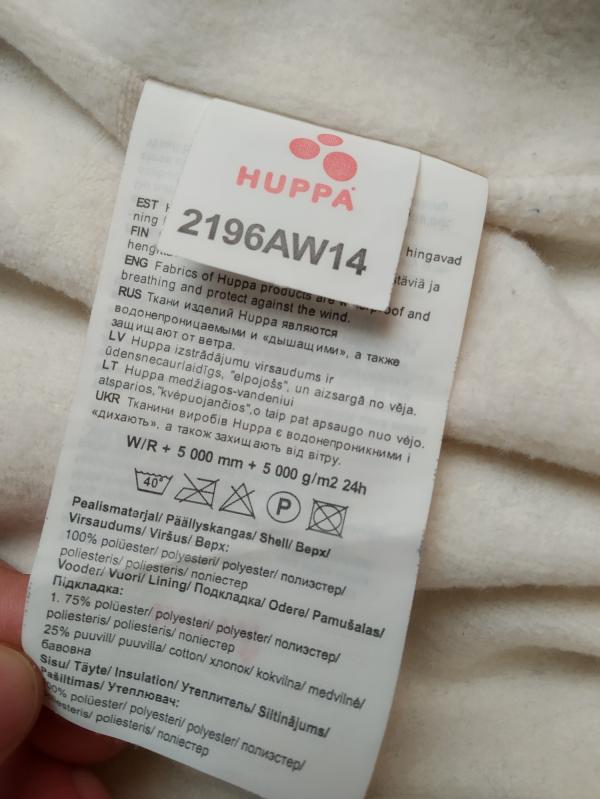 HUPPA
2196AW14
EST
ning hingavad
FIN
heng stäviä ja
ENG Fabrics of Huppa products are and
breathing and protect against the wind.
RUS Ткани изделий Huppa являются
водонепроницаемыми и «дышащими», а также
защищают от ветра.
LV Huppa izstrādājumu virsaudums ir
ūdensnecaurlaidīgs, "elpojošs", un aizsargā no vēja.
LT Huppa medžiagos-vandeniui
atsparios,"kvėpuojančios",o taip pat apsaugo nuo vėjo.
UKR Тканини виробів Huppa є водонепроникними і
«дихають», а також захищають від вітру.
W/R + 5 000 mm + 5 000 g/m2 24h
40° P
Pealismaterjal/ Päällyskangas/ Shell/ Верх/
Virsaudums/ Viršus/ Верх:
100% polüester/ polyesteri/ polyester/ полиэстер/
poliesteris/ poliesteris/ поліестер
Vooder/ Vuori/ Lining/ Подкладка/ Odere/ Pamušalas/
Підкладка:
1. 75% polüester/ polyesteri/ polyester/ полиэстер/
poliesteris/ poliesteris/ поліестер
25% puuvill/ puuvilla/ cotton/ хлопок/ kokvilna/ medvilnė/
бавовна
Sisu/ Täyte/ Insulation/ Утеплитель/ Siltinājums/
Pašiltimas/ Утеплювач:
100% polüester/ polyesteri/ polyester/ полиэстер/
poliesteris/ poliesteris/ поліестер